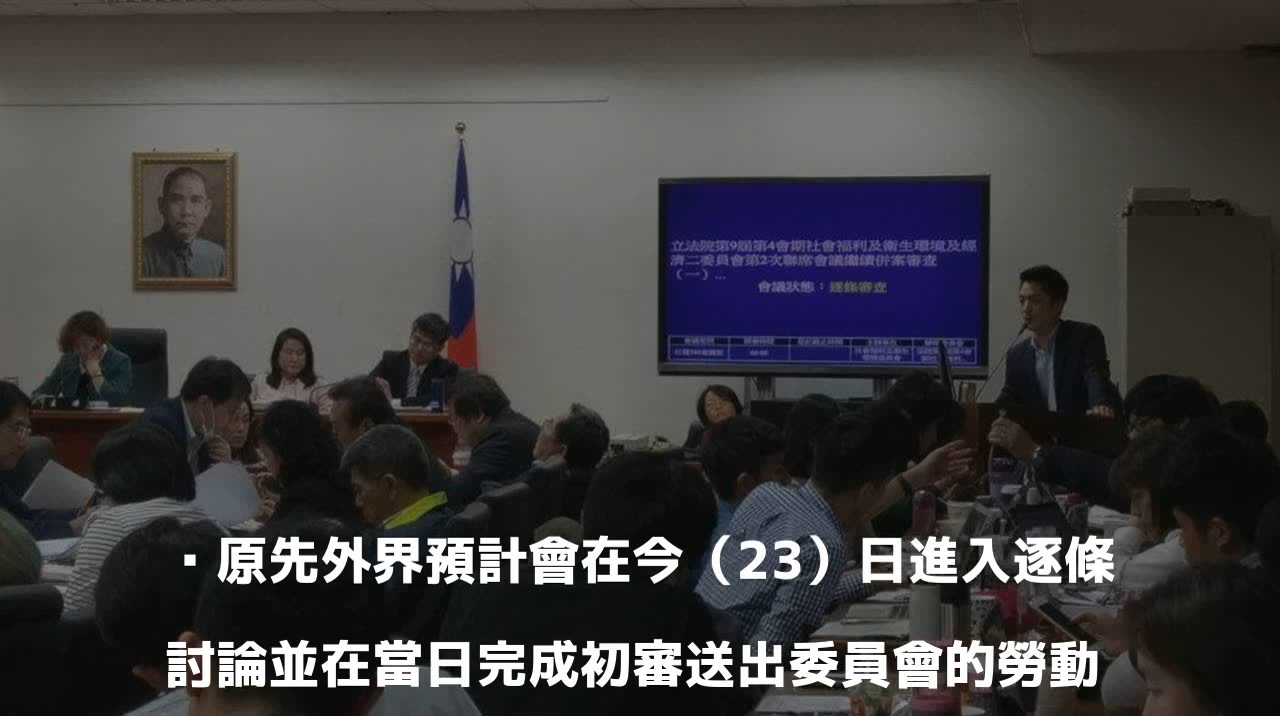 立法院第9屆第4會期社會福利及衛生環境及經
濟二委員會第2次聯席會議繼續併案審查
（一）...
會議狀態：逐條審查
▪原先外界預計會在今（23）日進入逐條
討論並在當日完成初審送出委員會的勞動